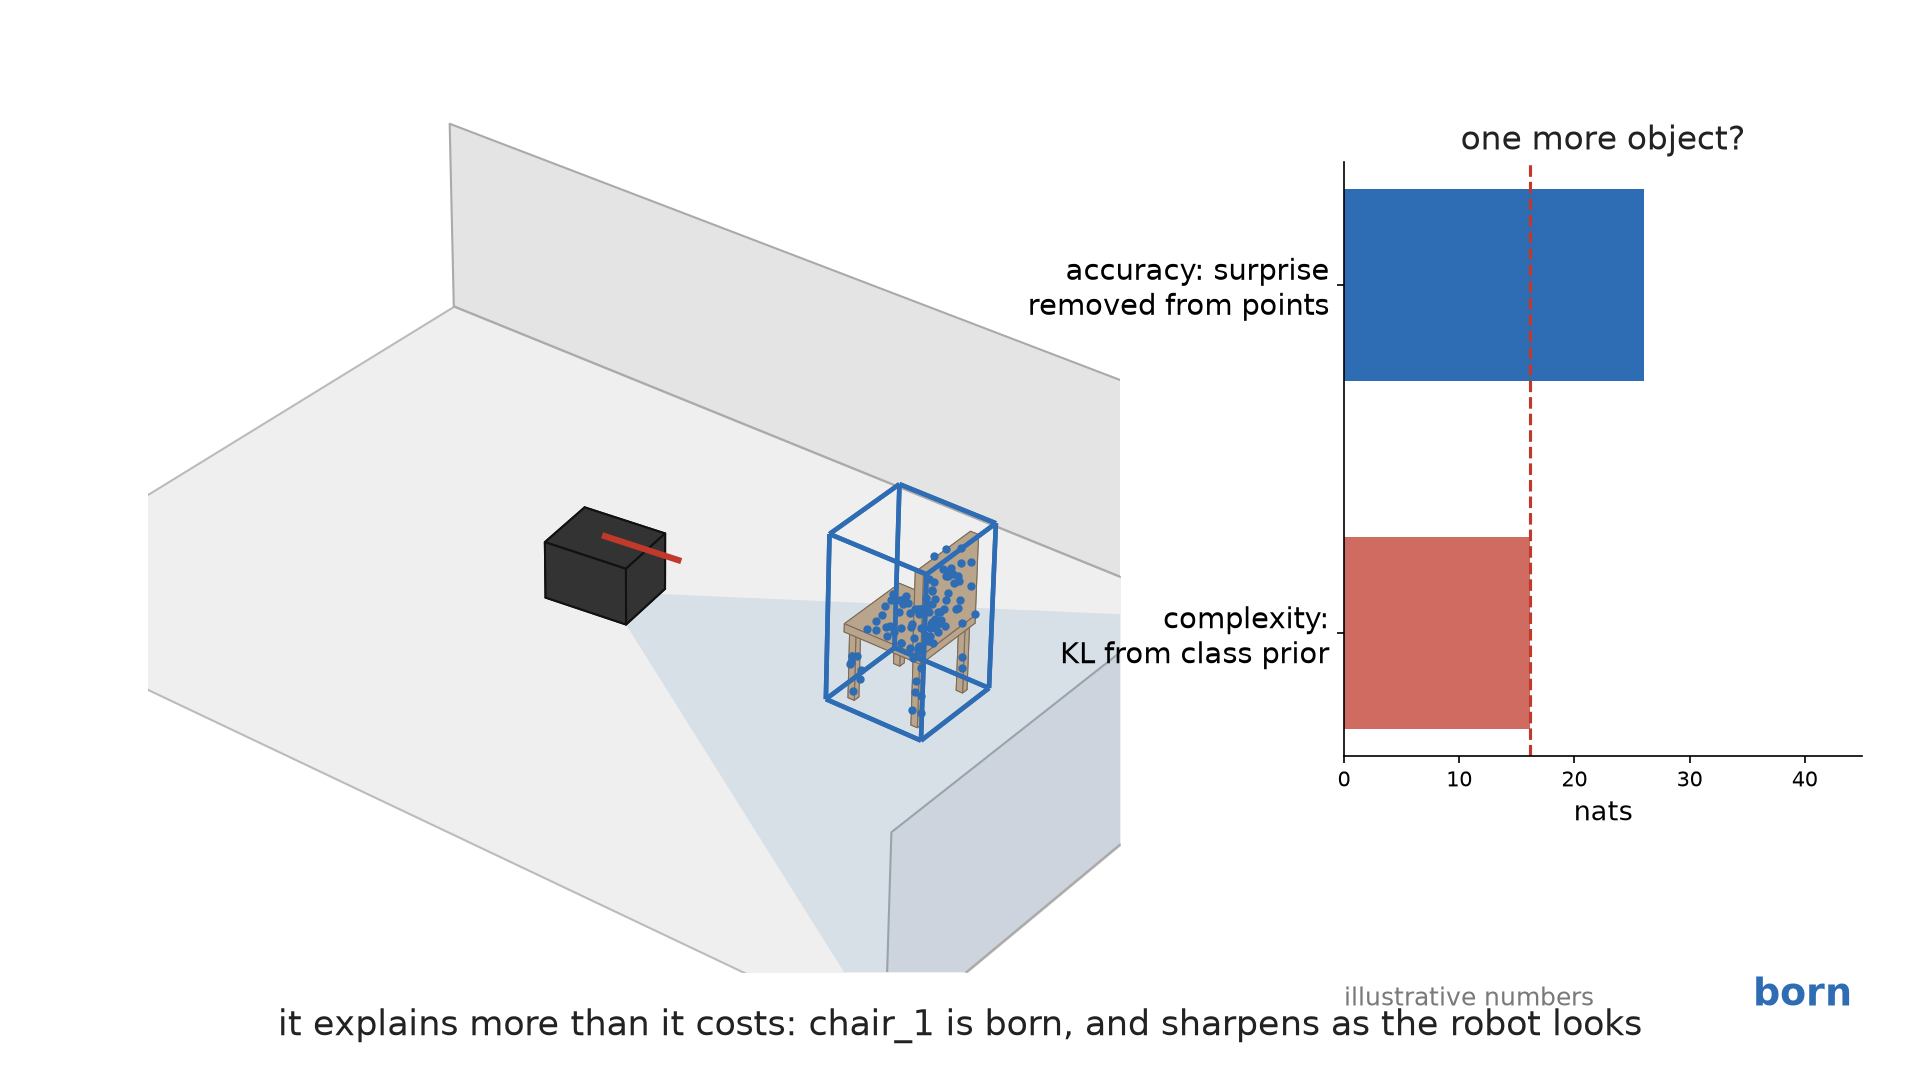 one more object?
accuracy: surprise
removed from points
complexity:
KL from class prior
0 10 20 30 40
nats
illustrative numbers
born
it explains more than it costs: chair_1 is born, and sharpens as the robot looks